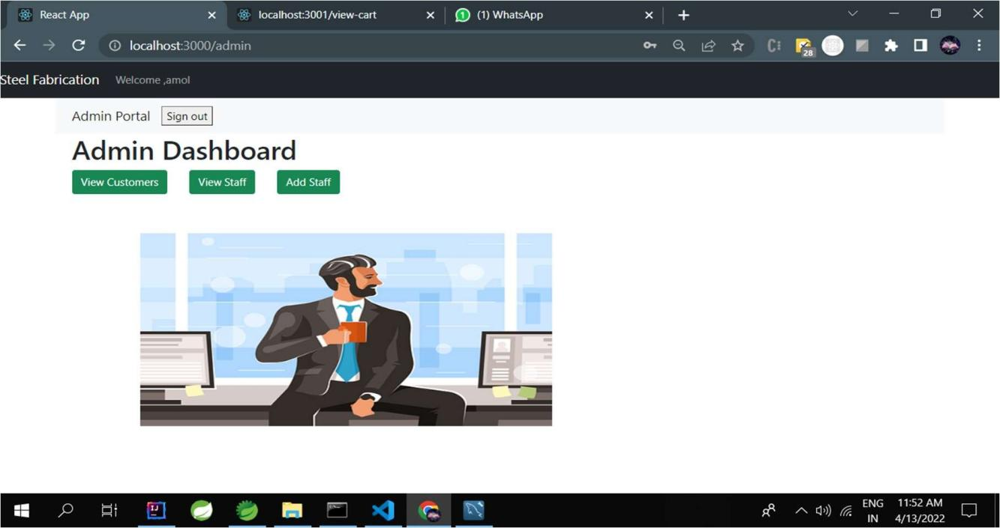 React App
localhost:3001/view-cart
(1) WhatsApp
localhost:3000/admin
28
Steel Fabrication Welcome ,amol
Admin Portal Sign out
Admin Dashboard
View Customers View Staff Add Staff
IJ
ENG 11:52 AM
IN 4/13/2022